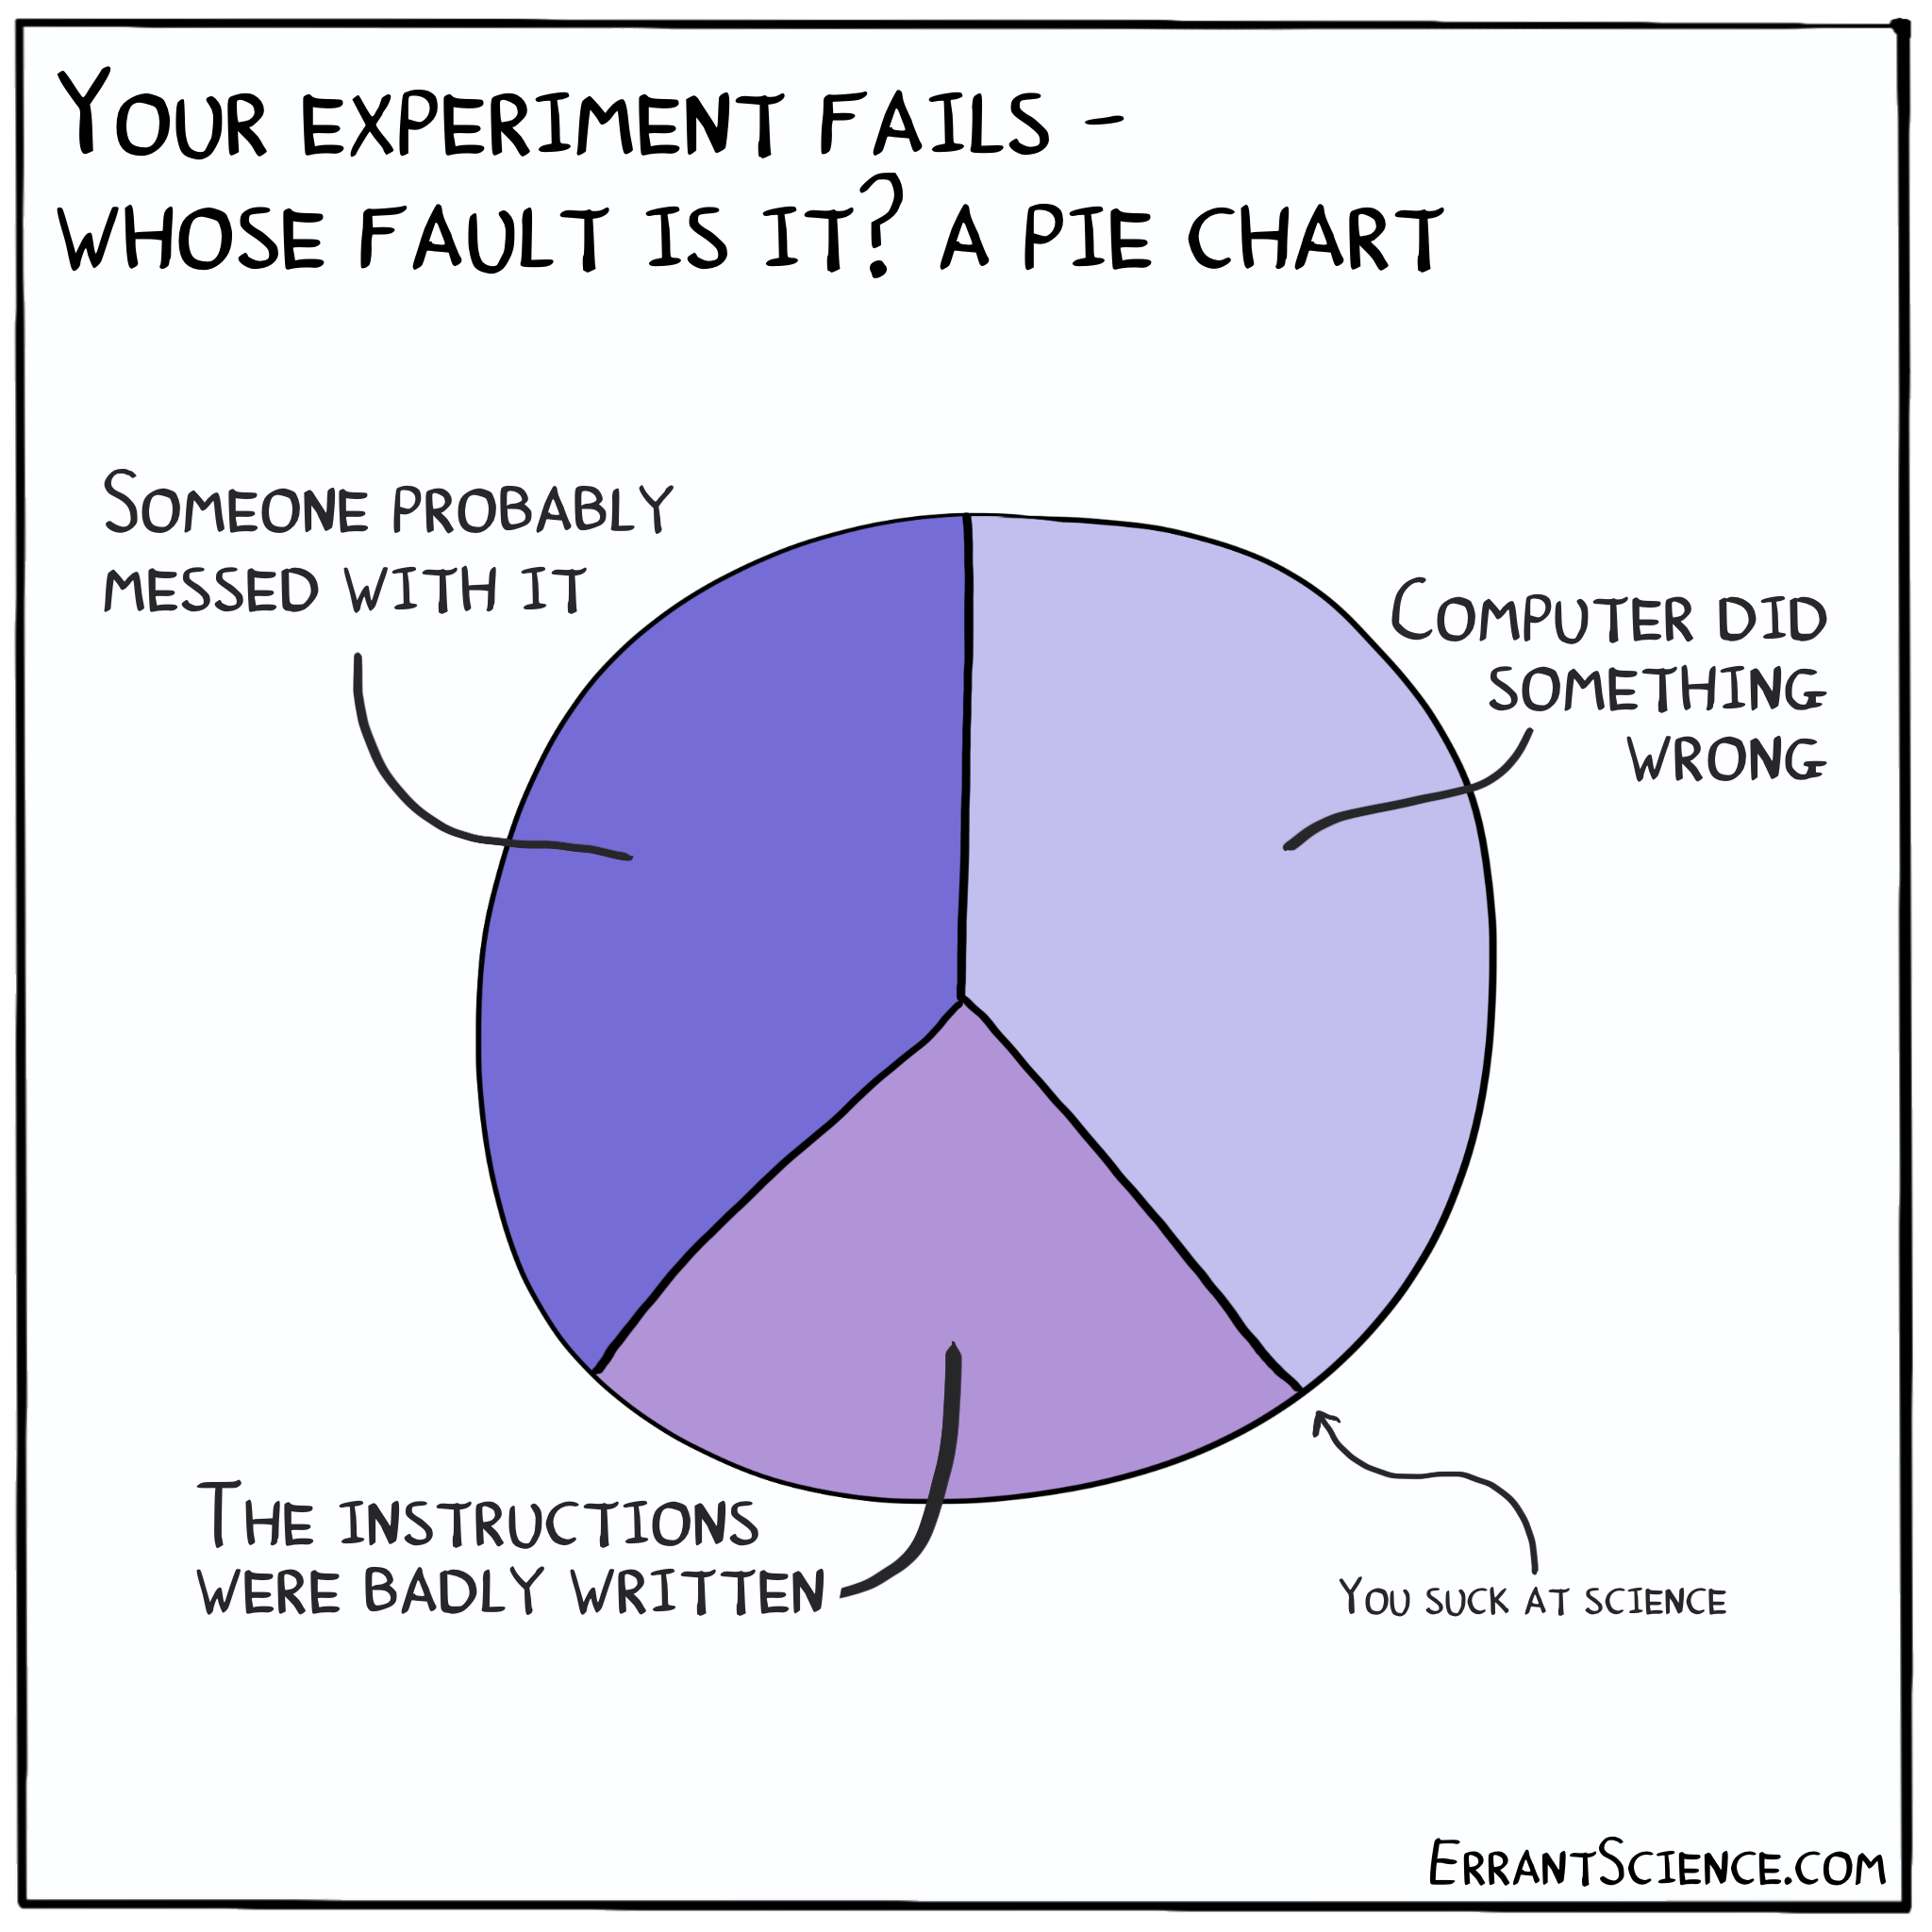 YOUR EXPERIMENT FAILS -
WHOSE FAULT IS IT? A PIE CHART
SOMEONE PROBABLY
MESSED WITH IT
COMPUTER DID
SOMETHING
WRONG
THE INSTRUCTIONS
WERE BADLY WRITTEN
YOU SUCK AT SCIENCE
ERRANTSCIENCE.COM